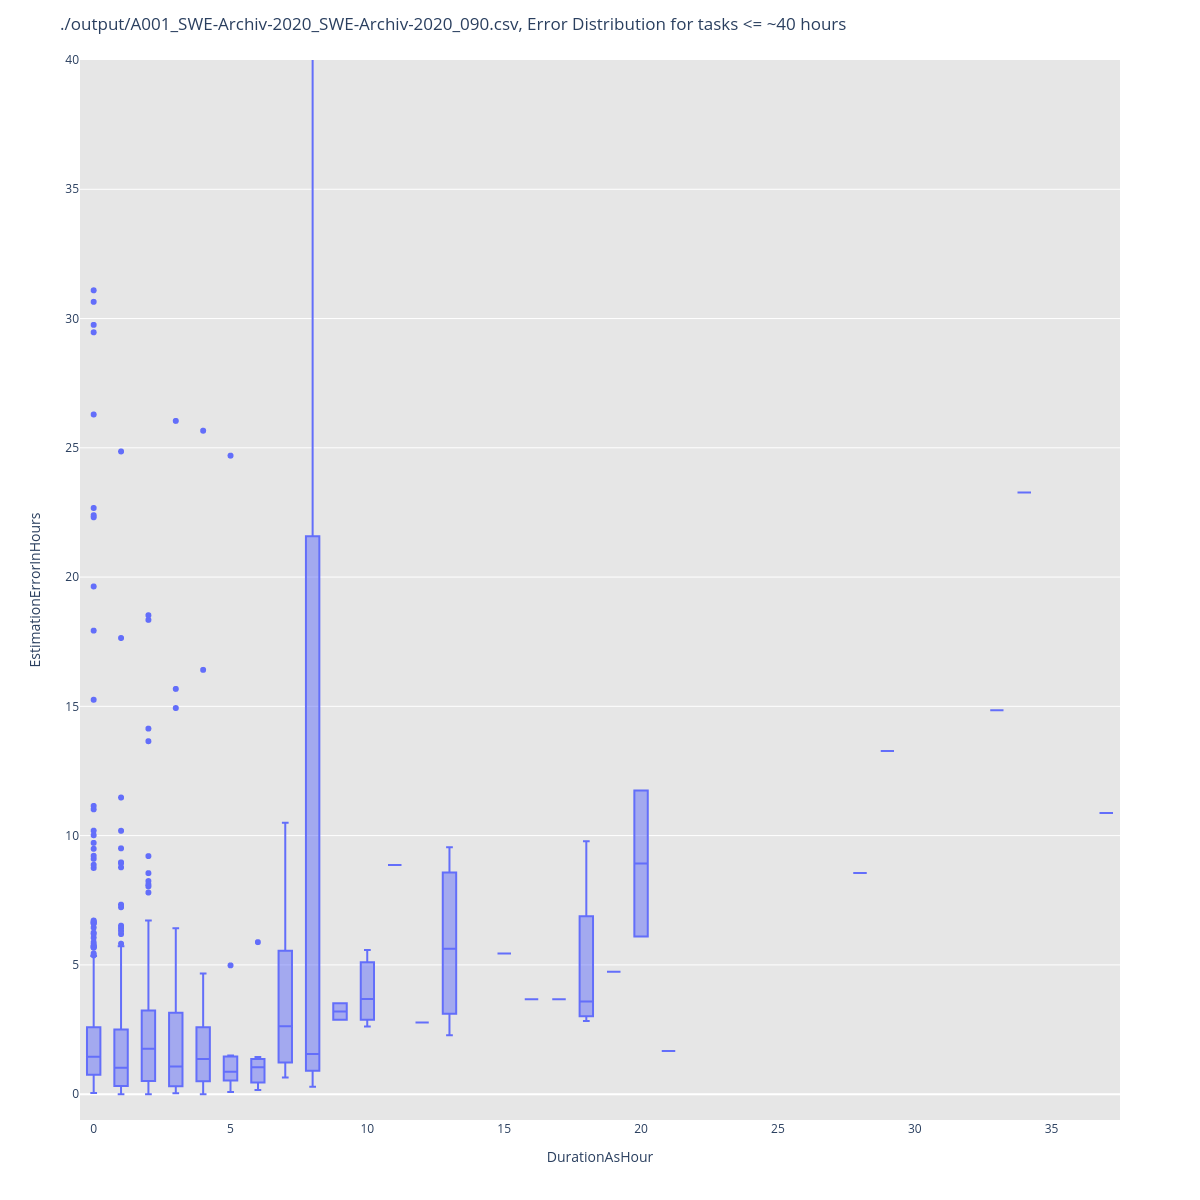 ./output/A001_SWE-Archiv-2020_SWE-Archiv-2020_090.csv, Error Distribution for tasks <= ~40 hours
40
35
30
25
20
15
10
5
0
EstimationErrorInHours
0 5 10 15 20 25 30 35
DurationAsHour